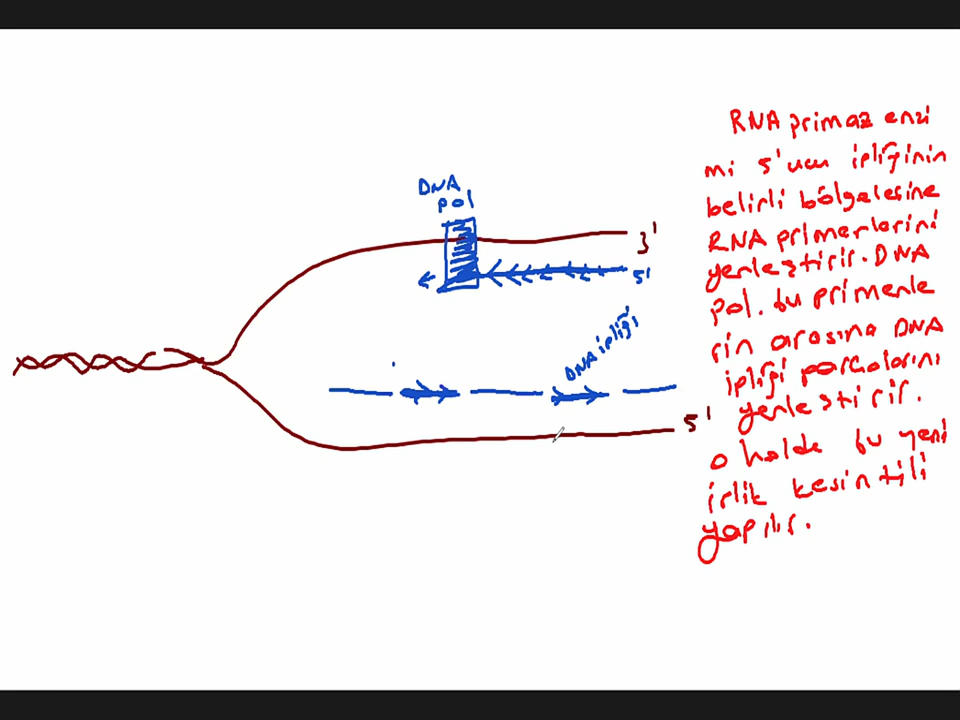 DNA
pol
3'
5'
DNA ipliği
5'
RNA primaz enzi
mi 5' ucu ipliğinin
belirli bölgelerine
RNA primerlerini
yerleştirir. DNA
pol. bu primerle
rin arasına DNA
ipliği parçalarını
yerleştirir.
o halde bu yeni
irlik kesintili
yapılır.